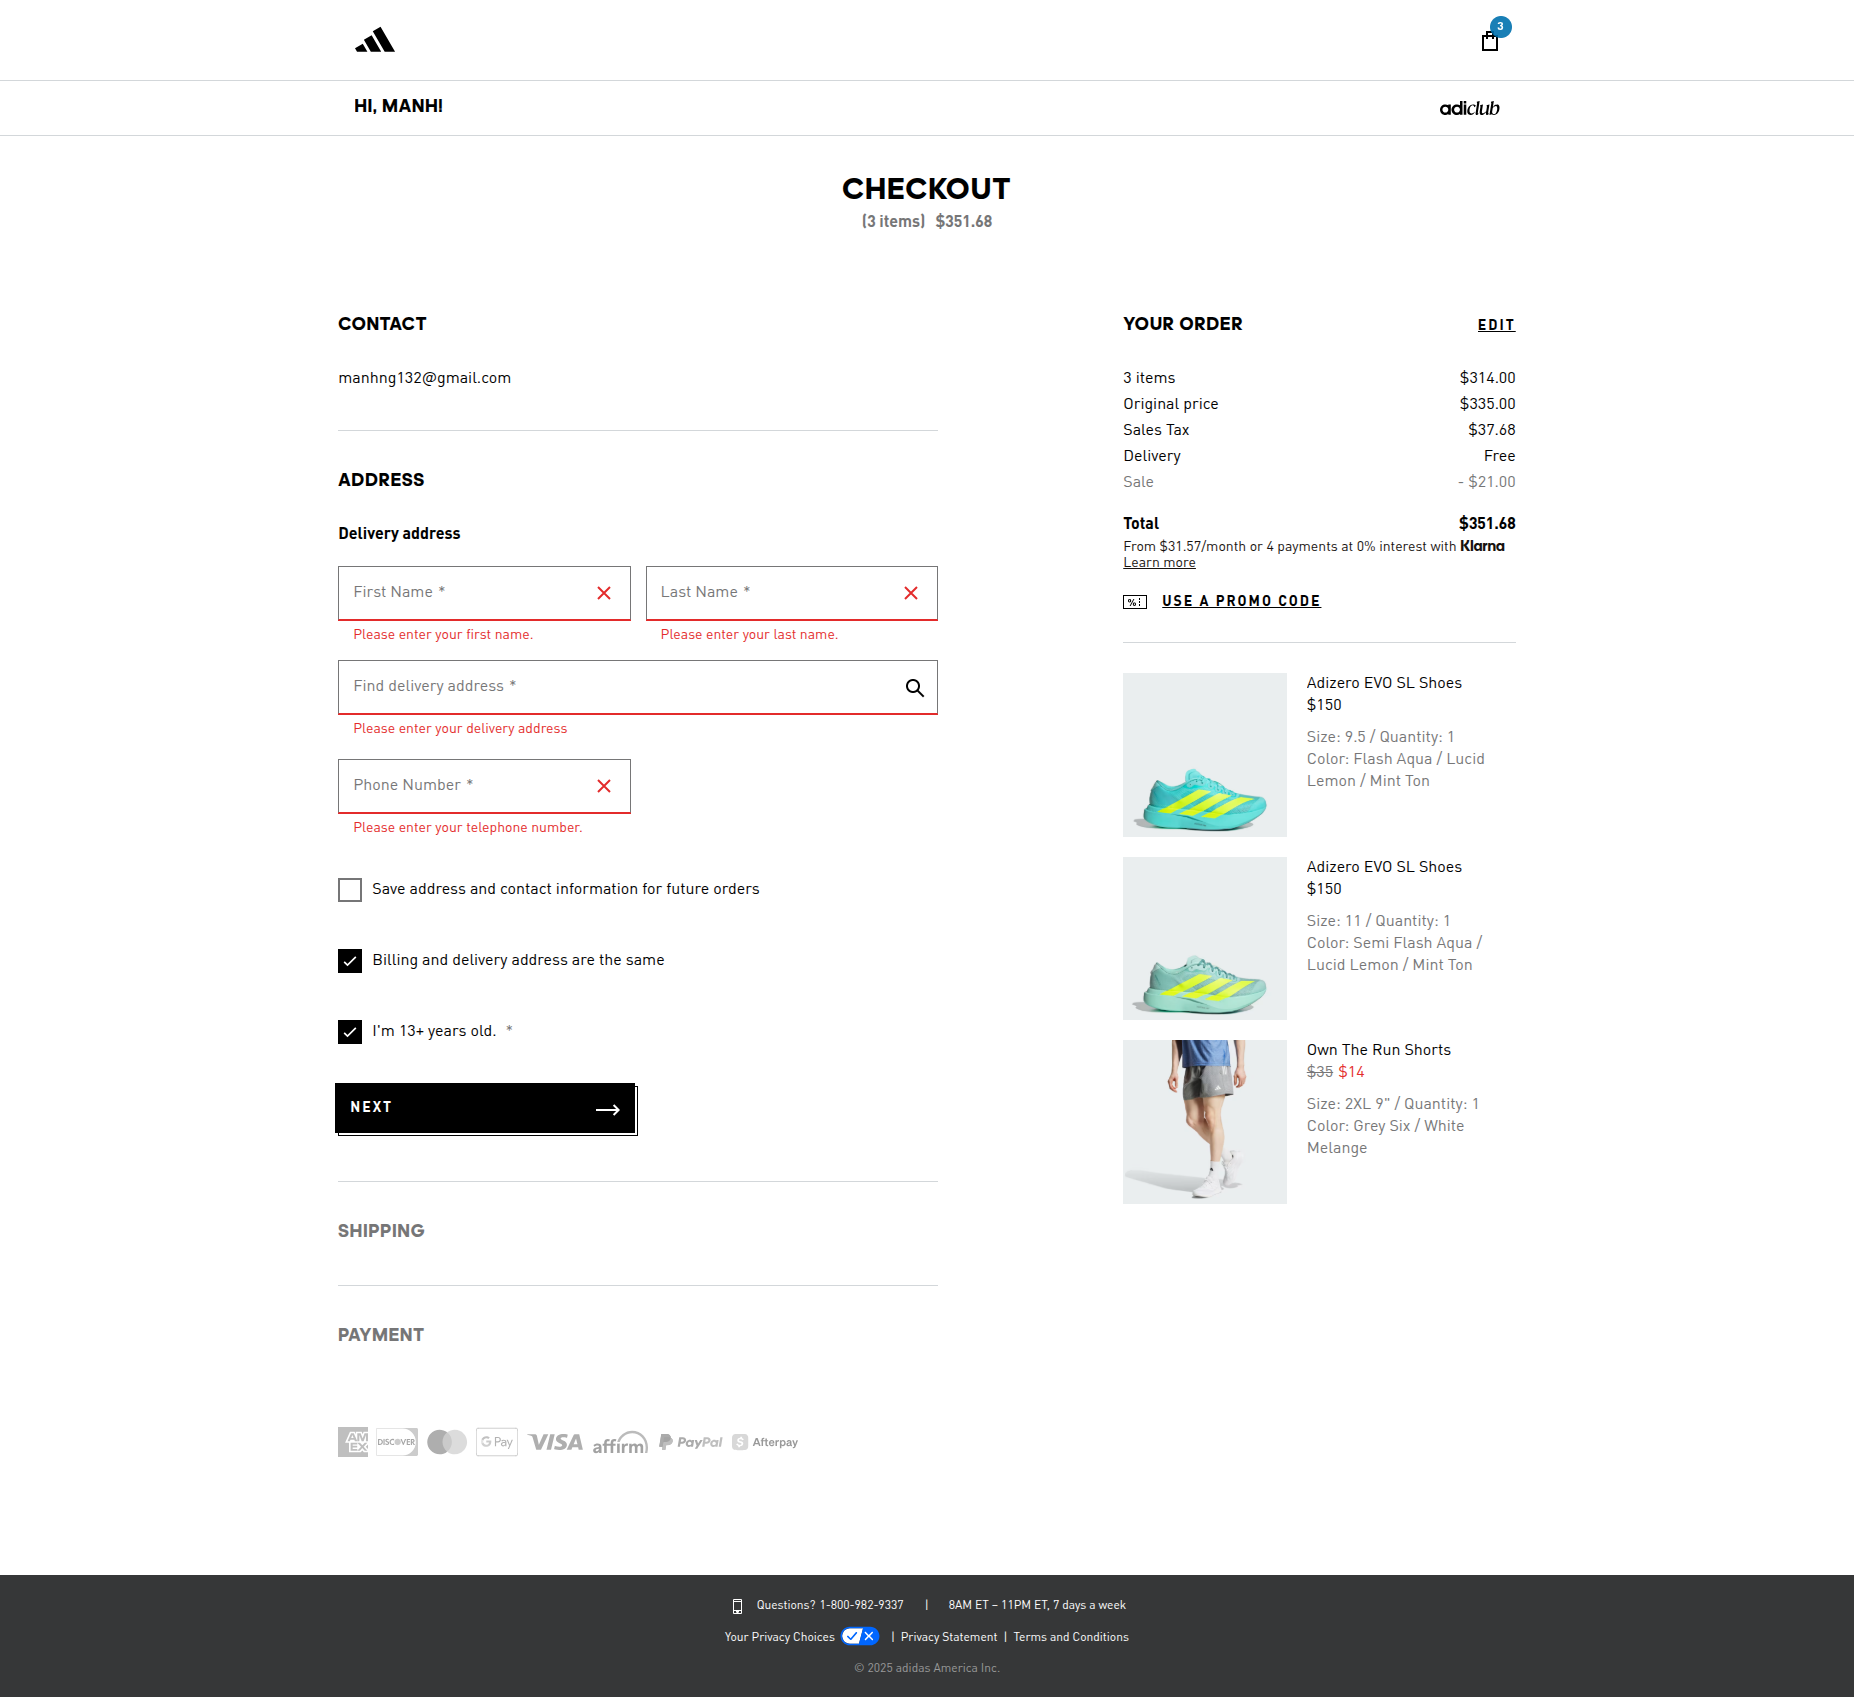 3
HI, MANH!
adiclub
CHECKOUT
(3 items) $351.68
CONTACT
manhng132@gmail.com
ADDRESS
Delivery address
First Name *
Last Name *
Please enter your first name.
Please enter your last name.
Find delivery address *
Please enter your delivery address
Phone Number *
Please enter your telephone number.
Save address and contact information for future orders
Billing and delivery address are the same
I'm 13+ years old. *
NEXT
SHIPPING
PAYMENT
AM EX DISCOVER G Pay VISA affirm PayPal Afterpay
YOUR ORDER EDIT
3 items $314.00
Original price $335.00
Sales Tax $37.68
Delivery Free
Sale - $21.00
Total $351.68
From $31.57/month or 4 payments at 0% interest with Klarna
Learn more
USE A PROMO CODE
Adizero EVO SL Shoes
$150
Size: 9.5 / Quantity: 1
Color: Flash Aqua / Lucid
Lemon / Mint Ton
Adizero EVO SL Shoes
$150
Size: 11 / Quantity: 1
Color: Semi Flash Aqua /
Lucid Lemon / Mint Ton
Own The Run Shorts
$35 $14
Size: 2XL 9" / Quantity: 1
Color: Grey Six / White
Melange
Questions? 1-800-982-9337 | 8AM ET – 11PM ET, 7 days a week
Your Privacy Choices | Privacy Statement | Terms and Conditions
© 2025 adidas America Inc.